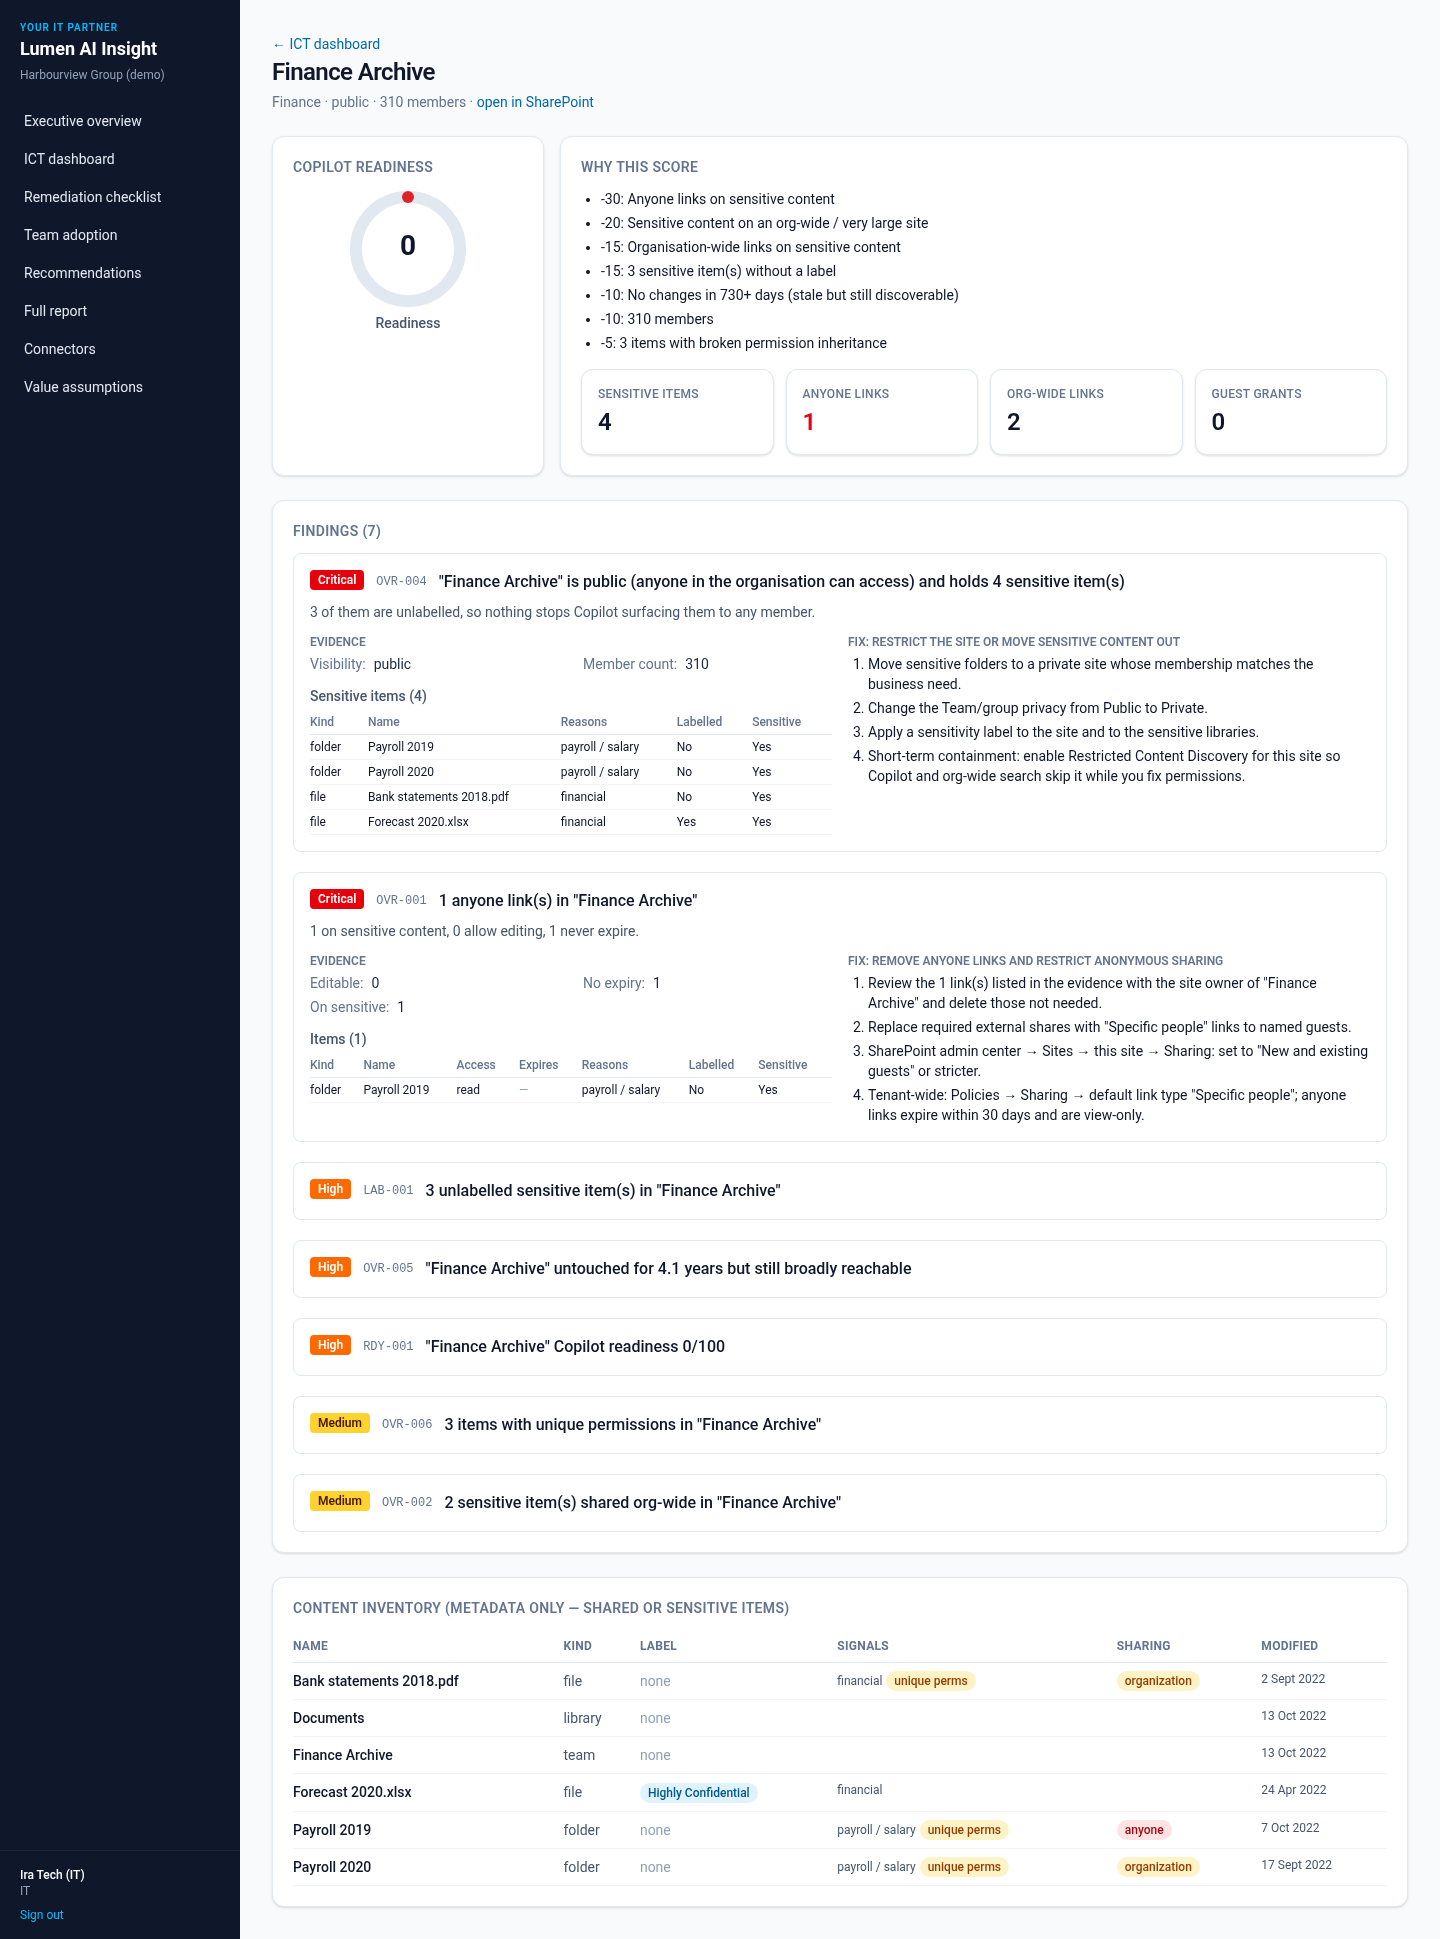 YOUR IT PARTNER
Lumen AI Insight
Harbourview Group (demo)
Executive overview
ICT dashboard
Remediation checklist
Team adoption
Recommendations
Full report
Connectors
Value assumptions
Ira Tech (IT)
IT
Sign out
← ICT dashboard
Finance Archive
Finance · public · 310 members · open in SharePoint
COPILOT READINESS
0
Readiness
WHY THIS SCORE
• -30: Anyone links on sensitive content
• -20: Sensitive content on an org-wide / very large site
• -15: Organisation-wide links on sensitive content
• -15: 3 sensitive item(s) without a label
• -10: No changes in 730+ days (stale but still discoverable)
• -10: 310 members
• -5: 3 items with broken permission inheritance
SENSITIVE ITEMS
4
ANYONE LINKS
1
ORG-WIDE LINKS
2
GUEST GRANTS
0
FINDINGS (7)
Critical OVR-004 "Finance Archive" is public (anyone in the organisation can access) and holds 4 sensitive item(s)
3 of them are unlabelled, so nothing stops Copilot surfacing them to any member.
EVIDENCE
Visibility: public Member count: 310
Sensitive items (4)
Kind Name Reasons Labelled Sensitive
folder Payroll 2019 payroll / salary No Yes
folder Payroll 2020 payroll / salary No Yes
file Bank statements 2018.pdf financial No Yes
file Forecast 2020.xlsx financial Yes Yes
FIX: RESTRICT THE SITE OR MOVE SENSITIVE CONTENT OUT
1. Move sensitive folders to a private site whose membership matches the
business need.
2. Change the Team/group privacy from Public to Private.
3. Apply a sensitivity label to the site and to the sensitive libraries.
4. Short-term containment: enable Restricted Content Discovery for this site so
Copilot and org-wide search skip it while you fix permissions.
Critical OVR-001 1 anyone link(s) in "Finance Archive"
1 on sensitive content, 0 allow editing, 1 never expire.
EVIDENCE
Editable: 0 No expiry: 1
On sensitive: 1
Items (1)
Kind Name Access Expires Reasons Labelled Sensitive
folder Payroll 2019 read — payroll / salary No Yes
FIX: REMOVE ANYONE LINKS AND RESTRICT ANONYMOUS SHARING
1. Review the 1 link(s) listed in the evidence with the site owner of "Finance
Archive" and delete those not needed.
2. Replace required external shares with "Specific people" links to named guests.
3. SharePoint admin center → Sites → this site → Sharing: set to "New and existing
guests" or stricter.
4. Tenant-wide: Policies → Sharing → default link type "Specific people"; anyone
links expire within 30 days and are view-only.
High LAB-001 3 unlabelled sensitive item(s) in "Finance Archive"
High OVR-005 "Finance Archive" untouched for 4.1 years but still broadly reachable
High RDY-001 "Finance Archive" Copilot readiness 0/100
Medium OVR-006 3 items with unique permissions in "Finance Archive"
Medium OVR-002 2 sensitive item(s) shared org-wide in "Finance Archive"
CONTENT INVENTORY (METADATA ONLY — SHARED OR SENSITIVE ITEMS)
NAME KIND LABEL SIGNALS SHARING MODIFIED
Bank statements 2018.pdf file none financial unique perms organization 2 Sept 2022
Documents library none 13 Oct 2022
Finance Archive team none 13 Oct 2022
Forecast 2020.xlsx file Highly Confidential financial 24 Apr 2022
Payroll 2019 folder none payroll / salary unique perms anyone 7 Oct 2022
Payroll 2020 folder none payroll / salary unique perms organization 17 Sept 2022